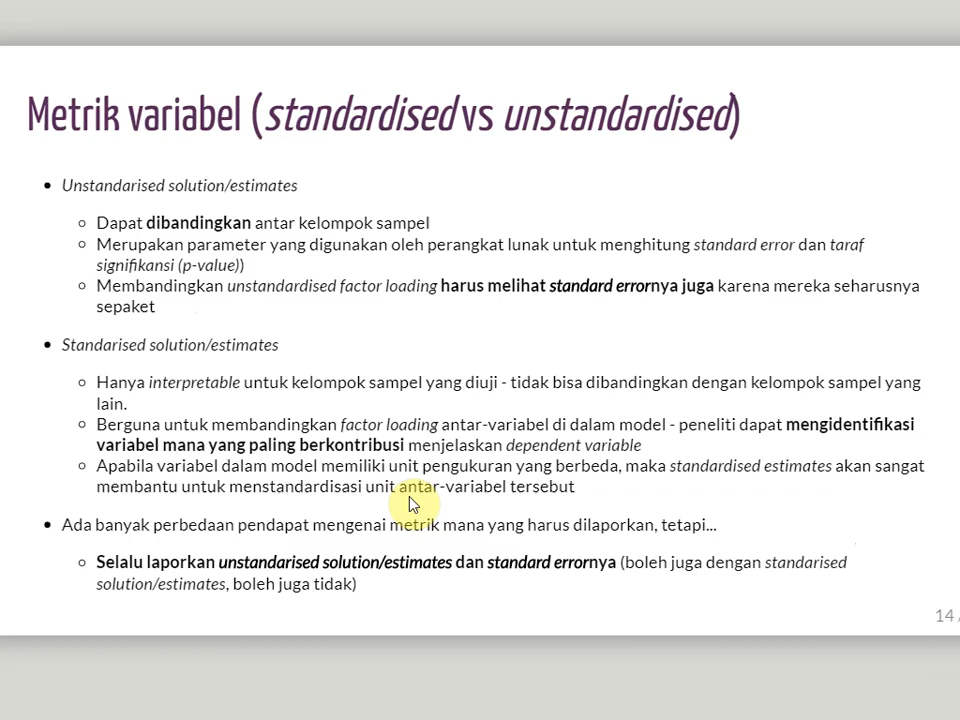 Metrik variabel (standardised vs unstandardised)
Unstandarised solution/estimates
Dapat dibandingkan antar kelompok sampel
Merupakan parameter yang digunakan oleh perangkat lunak untuk menghitung standard error dan taraf
signifikansi (p-value))
Membandingkan unstandardised factor loading harus melihat standard errornya juga karena mereka seharusnya
sepaket
Standarised solution/estimates
Hanya interpretable untuk kelompok sampel yang diuji - tidak bisa dibandingkan dengan kelompok sampel yang
lain.
Berguna untuk membandingkan factor loading antar-variabel di dalam model - peneliti dapat mengidentifikasi
variabel mana yang paling berkontribusi menjelaskan dependent variable
Apabila variabel dalam model memiliki unit pengukuran yang berbeda, maka standardised estimates akan sangat
membantu untuk menstandardisasi unit antar-variabel tersebut
Ada banyak perbedaan pendapat mengenai metrik mana yang harus dilaporkan, tetapi...
Selalu laporkan unstandarised solution/estimates dan standard errornya (boleh juga dengan standarised
solution/estimates, boleh juga tidak)
14 /